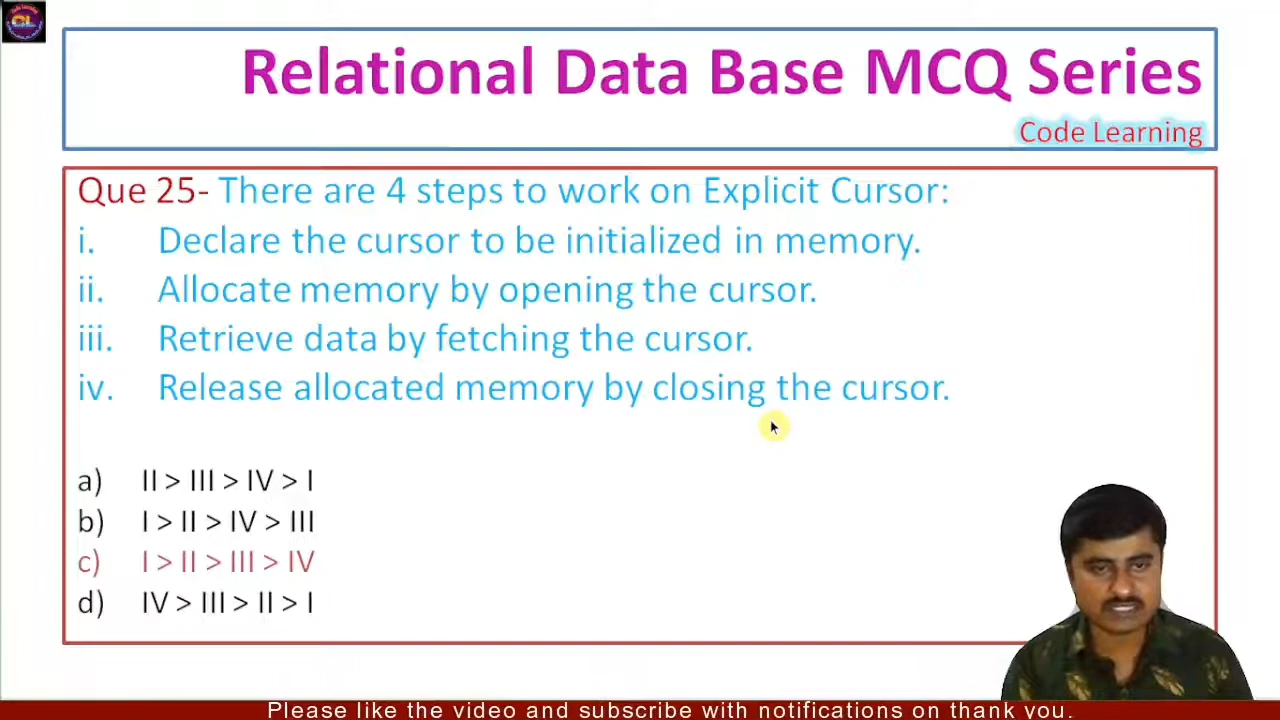 Relational Data Base MCQ Series
Code Learning
Que 25- There are 4 steps to work on Explicit Cursor:
i. Declare the cursor to be initialized in memory.
ii. Allocate memory by opening the cursor.
iii. Retrieve data by fetching the cursor.
iv. Release allocated memory by closing the cursor.
a) II > III > IV > I
b) I > II > IV > III
c) I > II > III > IV
d) IV > III > II > I
Please like the video and subscribe with notifications on thank you.